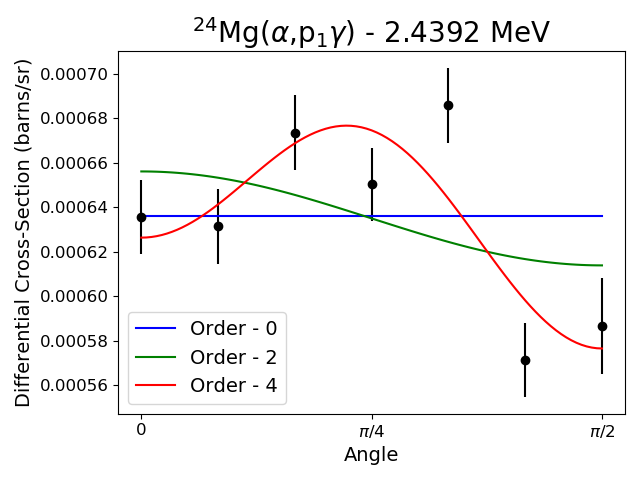 ²⁴Mg(α,p₁γ) - 2.4392 MeV
Differential Cross-Section (barns/sr)
0.00070
0.00068
0.00066
0.00064
0.00062
0.00060
0.00058
0.00056
Order - 0
Order - 2
Order - 4
0
π/4
π/2
Angle